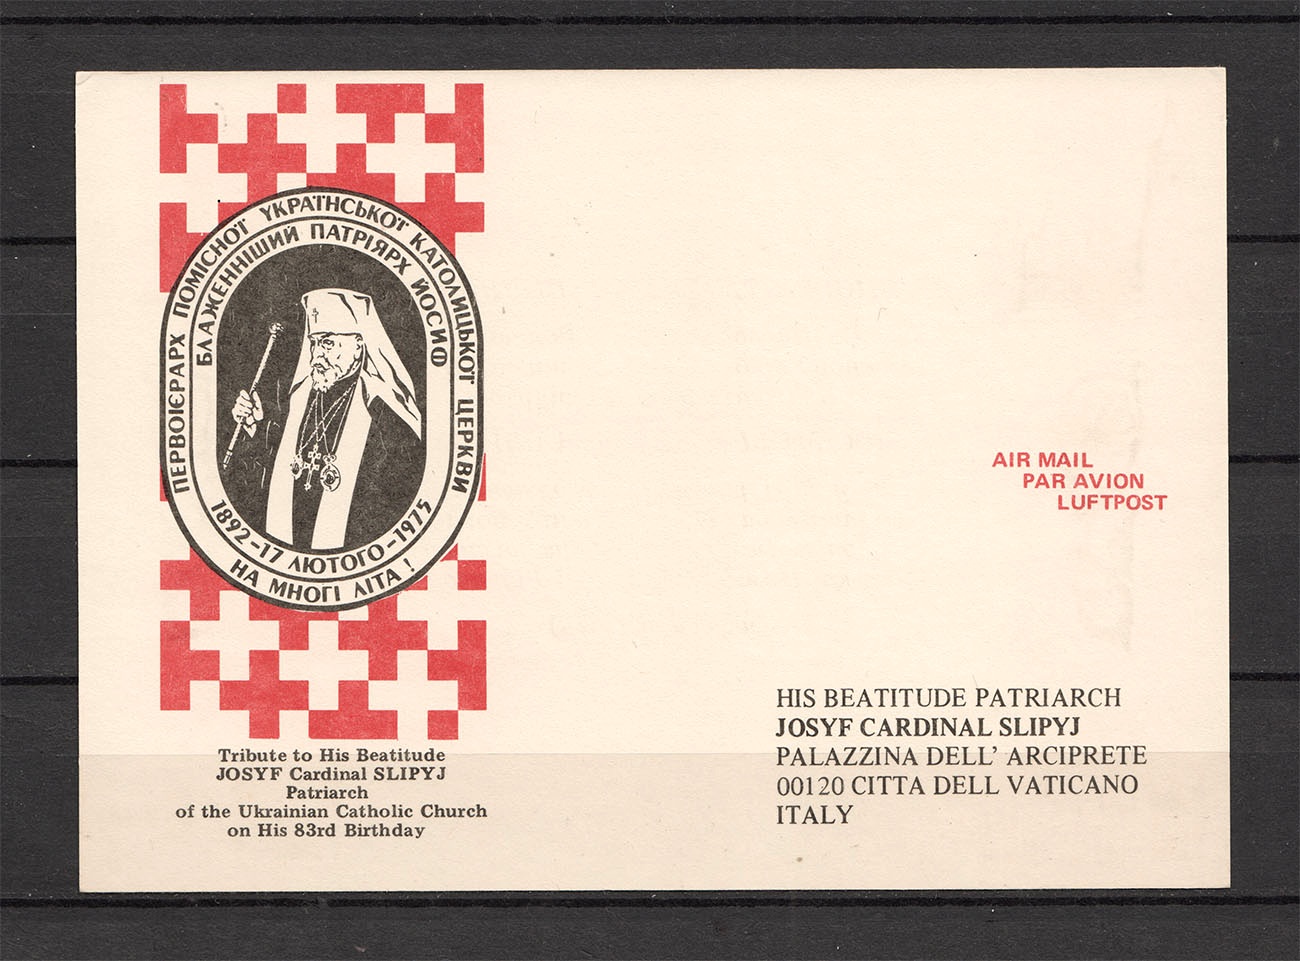 ПЕРВОІЄРАРХ ПОМІСНОЇ УКРАЇНСЬКОЇ КАТОЛИЦЬКОЇ ЦЕРКВИ
БЛАЖЕННІШИЙ ПАТРІЯРХ ЙОСИФ
1892-17 ЛЮТОГО-1975
НА МНОГІ ЛІТА!
Tribute to His Beatitude
JOSYF Cardinal SLIPYJ
Patriarch
of the Ukrainian Catholic Church
on His 83rd Birthday
AIR MAIL
PAR AVION
LUFTPOST
HIS BEATITUDE PATRIARCH
JOSYF CARDINAL SLIPYJ
PALAZZINA DELL' ARCIPRETE
00120 CITTA DELL VATICANO
ITALY